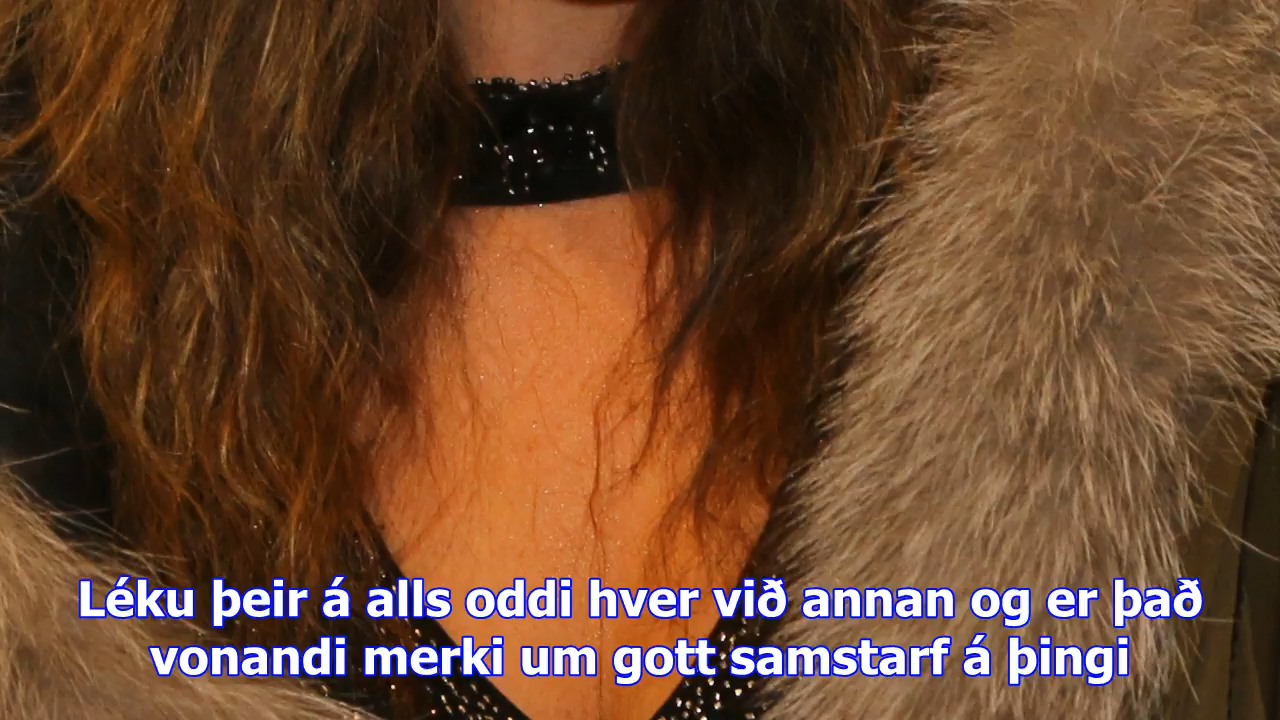 Léku þeir á alls oddi hver við annan og er það
vonandi merki um gott samstarf á þingi